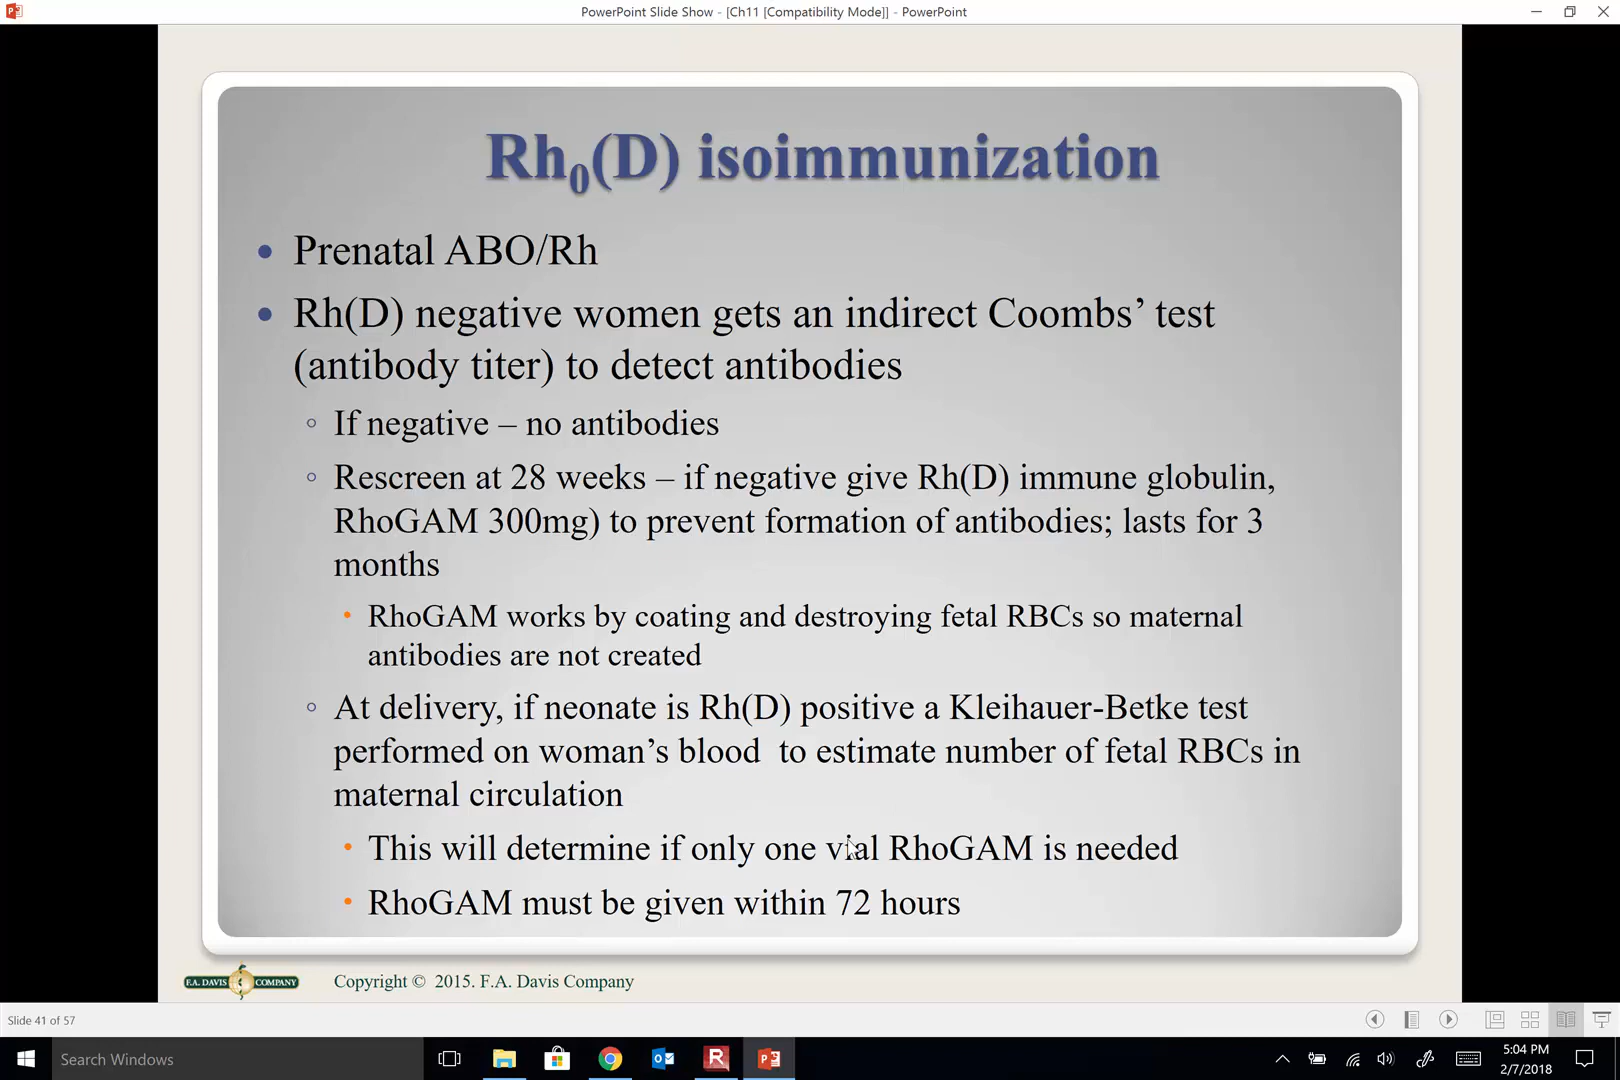 PowerPoint Slide Show - [Ch11 [Compatibility Mode]] - PowerPoint
Rh0(D) isoimmunization
Prenatal ABO/Rh
Rh(D) negative women gets an indirect Coombs’ test
(antibody titer) to detect antibodies
If negative – no antibodies
Rescreen at 28 weeks – if negative give Rh(D) immune globulin,
RhoGAM 300mg) to prevent formation of antibodies; lasts for 3
months
RhoGAM works by coating and destroying fetal RBCs so maternal
antibodies are not created
At delivery, if neonate is Rh(D) positive a Kleihauer-Betke test
performed on woman’s blood to estimate number of fetal RBCs in
maternal circulation
This will determine if only one vial RhoGAM is needed
RhoGAM must be given within 72 hours
F.A. DAVIS COMPANY
Copyright © 2015. F.A. Davis Company
Slide 41 of 57
Search Windows
5:04 PM
2/7/2018